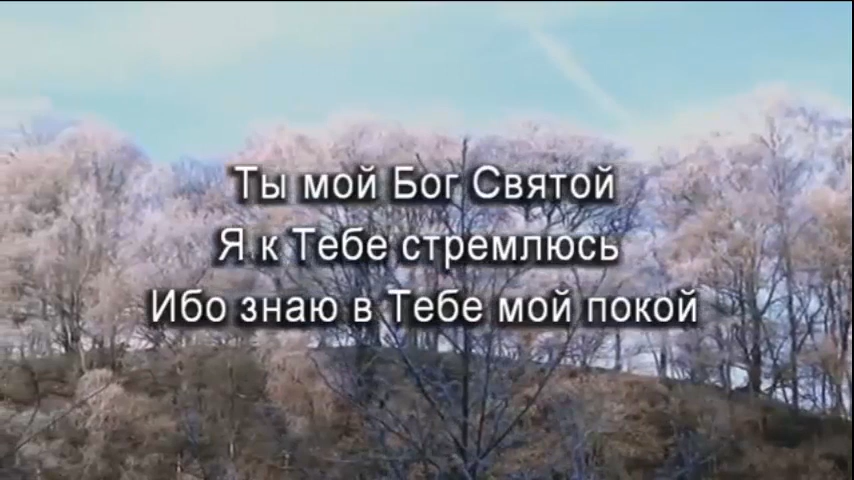 Ты мой Бог Святой
Я к Тебе стремлюсь
Ибо знаю в Тебе мой покой